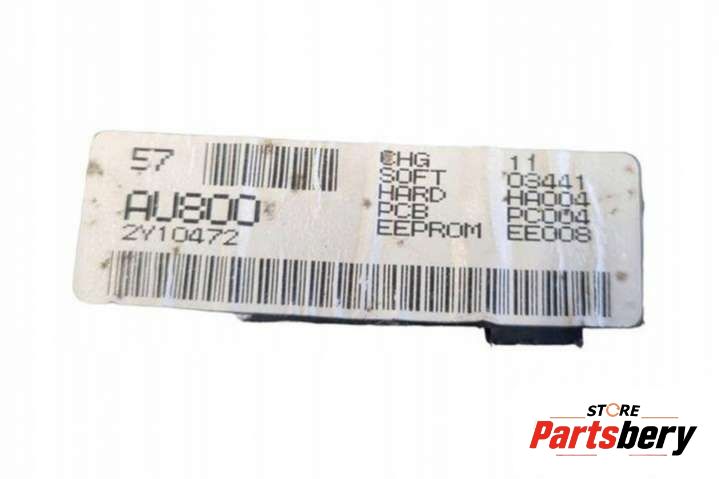 57
AU800
2Y10472
CHG 11
SOFT 03441
HARD HA004
PCB PC004
EEPROM EE008
STORE
Partsbery